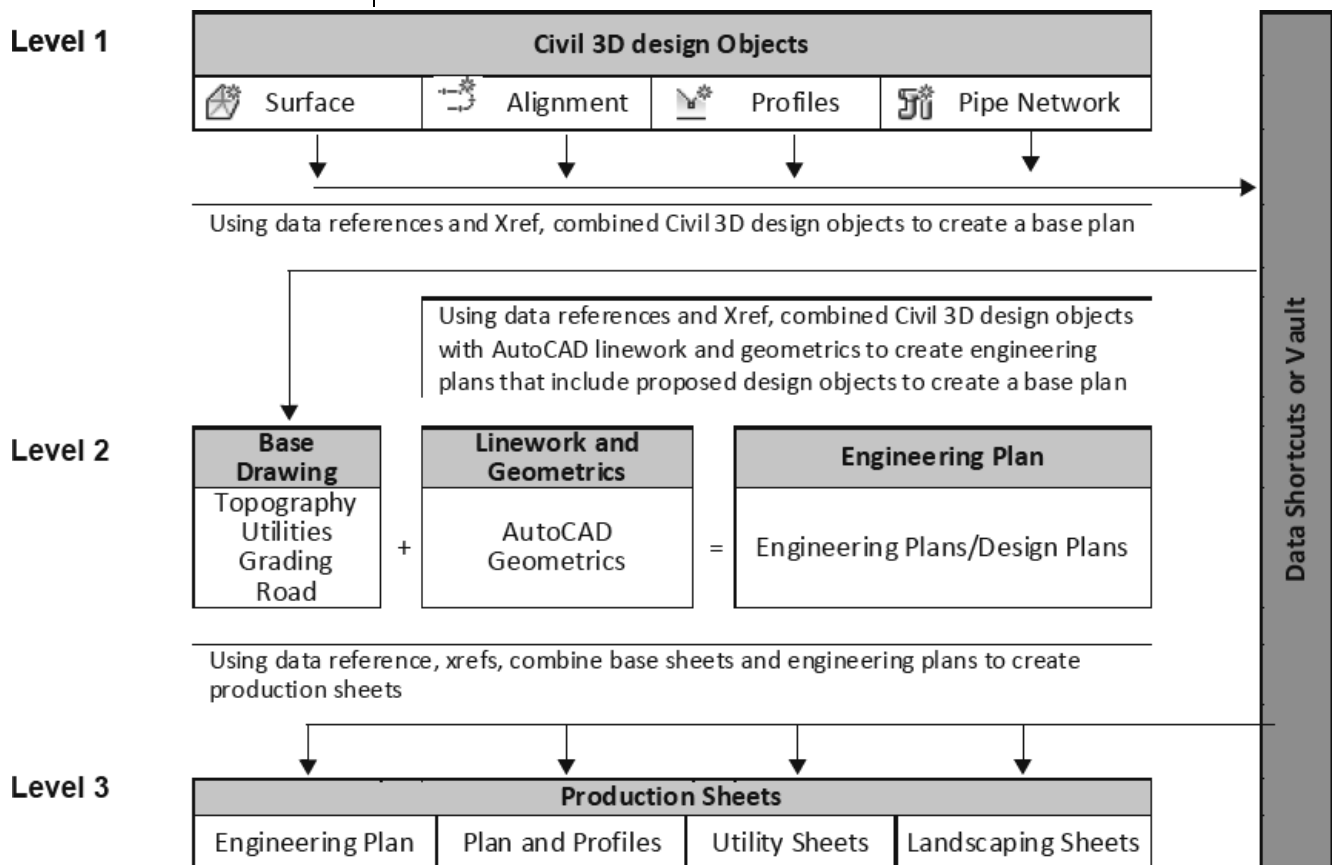 Level 1
Civil 3D design Objects
Surface
Alignment
Profiles
Pipe Network
Using data references and Xref, combined Civil 3D design objects to create a base plan
Using data references and Xref, combined Civil 3D design objects
with AutoCAD linework and geometrics to create engineering
plans that include proposed design objects to create a base plan
Level 2
Base
Drawing
Topography
Utilities
Grading
Road
+
Linework and
Geometrics
AutoCAD
Geometrics
=
Engineering Plan
Engineering Plans/Design Plans
Using data reference, xrefs, combine base sheets and engineering plans to create
production sheets
Level 3
Production Sheets
Engineering Plan
Plan and Profiles
Utility Sheets
Landscaping Sheets
Data Shortcuts or Vault